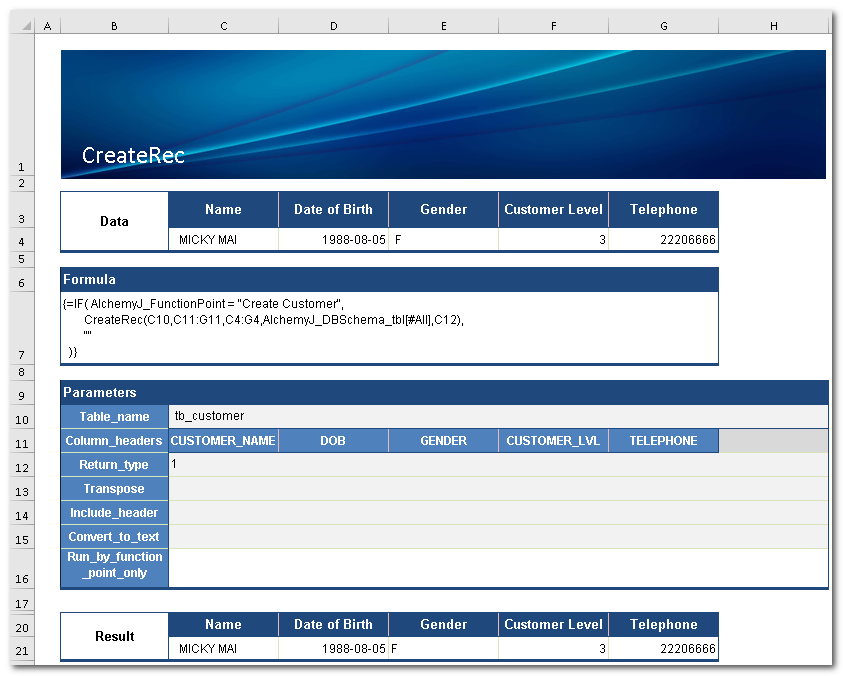 A B C D E F G H
1 CreateRec
2
3 Data Name Date of Birth Gender Customer Level Telephone
4 MICKY MAI 1988-08-05 F 3 22206666
5
6 Formula
{=IF( AlchemyJ_FunctionPoint = "Create Customer",
CreateRec(C10,C11:G11,C4:G4,AlchemyJ_DBSchema_tbl[#All],C12),
""
7 )}
8
9 Parameters
10 Table_name tb_customer
11 Column_headers CUSTOMER_NAME DOB GENDER CUSTOMER_LVL TELEPHONE
12 Return_type 1
13 Transpose
14 Include_header
15 Convert_to_text
Run_by_function
16 _point_only
17
20 Result Name Date of Birth Gender Customer Level Telephone
21 MICKY MAI 1988-08-05 F 3 22206666